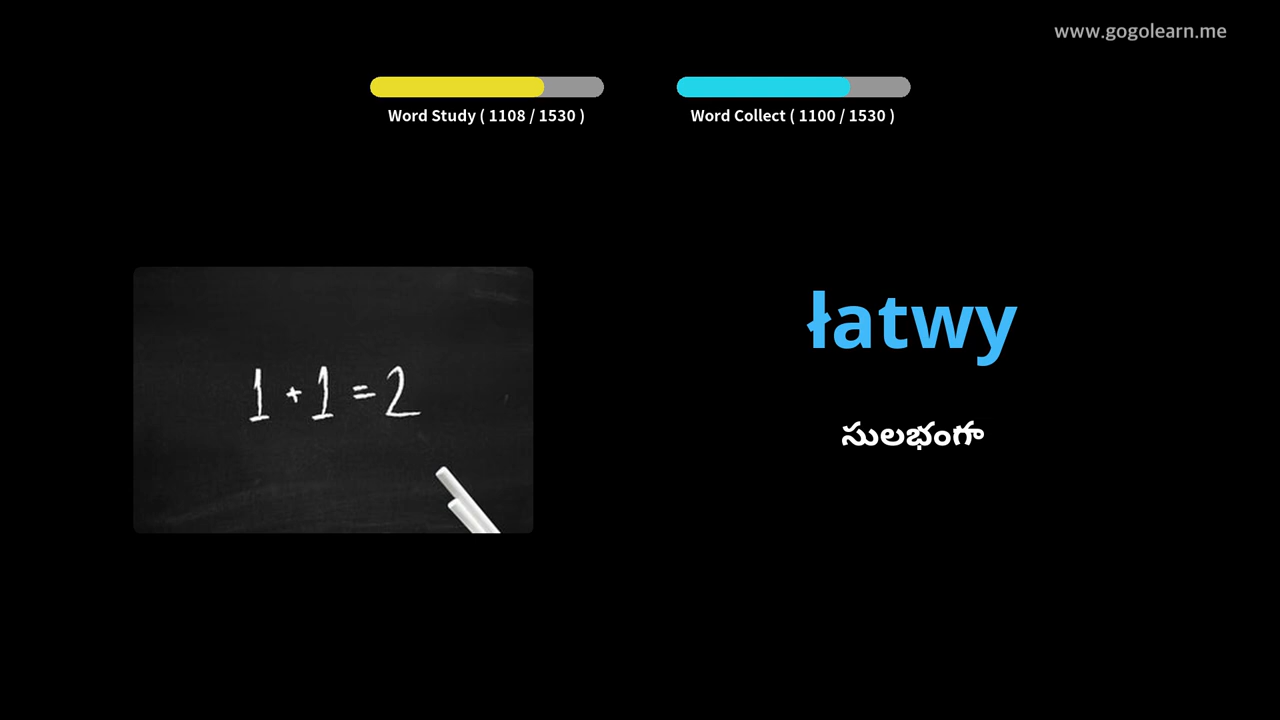 www.gogolearn.me
Word Study ( 1108 / 1530 )
Word Collect ( 1100 / 1530 )
łatwy
1 + 1 = 2
సులభంగా